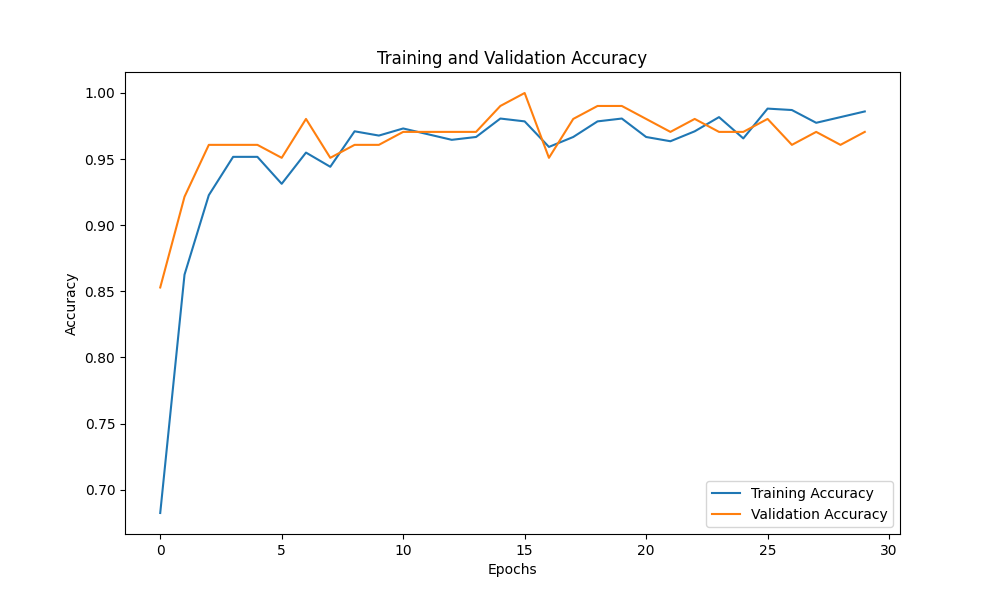 Training and Validation Accuracy
1.00
0.95
0.90
0.85
0.80
0.75
0.70
Accuracy
Training Accuracy
Validation Accuracy
0 5 10 15 20 25 30
Epochs